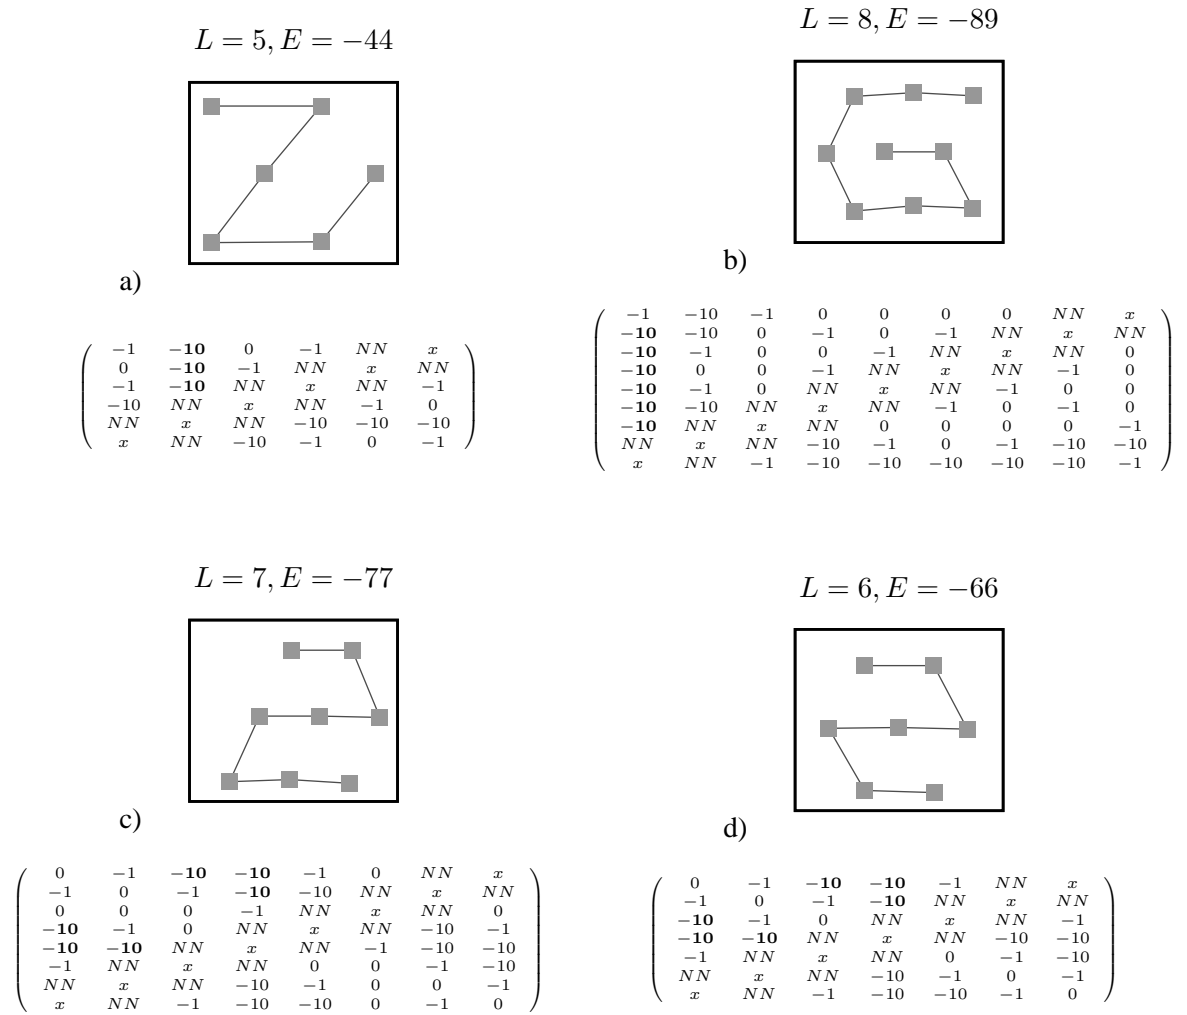 L = 5, E = −44
a)
−1 −10 0 −1 NN x
0 −10 −1 NN x NN
−1 −10 NN x NN −1
−10 NN x NN −1 0
NN x NN −10 −10 −10
x NN −10 −1 0 −1
L = 8, E = −89
b)
−1 −10 −1 0 0 0 0 NN x
−10 −10 0 −1 0 −1 NN x NN
−10 −1 0 0 −1 NN x NN 0
−10 0 0 −1 NN x NN −1 0
−10 −1 0 NN x NN −1 0 0
−10 −10 NN x NN −1 0 −1 0
−10 NN x NN 0 0 0 0 −1
NN x NN −10 −1 0 −1 −10 −10
x NN −1 −10 −10 −10 −10 −10 −1
L = 7, E = −77
c)
0 −1 −10 −10 −1 0 NN x
−1 0 −1 −10 −10 NN x NN
0 0 0 −1 NN x NN 0
−10 −1 0 NN x NN −10 −1
−10 −10 NN x NN −1 −10 −10
−1 NN x NN 0 0 −1 −10
NN x NN −10 −1 0 0 −1
x NN −1 −10 −10 0 −1 0
L = 6, E = −66
d)
0 −1 −10 −10 −1 NN x
−1 0 −1 −10 NN x NN
−10 −1 0 NN x NN −1
−10 −10 NN x NN −10 −10
−1 NN x NN 0 −1 −10
NN x NN −10 −1 0 −1
x NN −1 −10 −10 −1 0